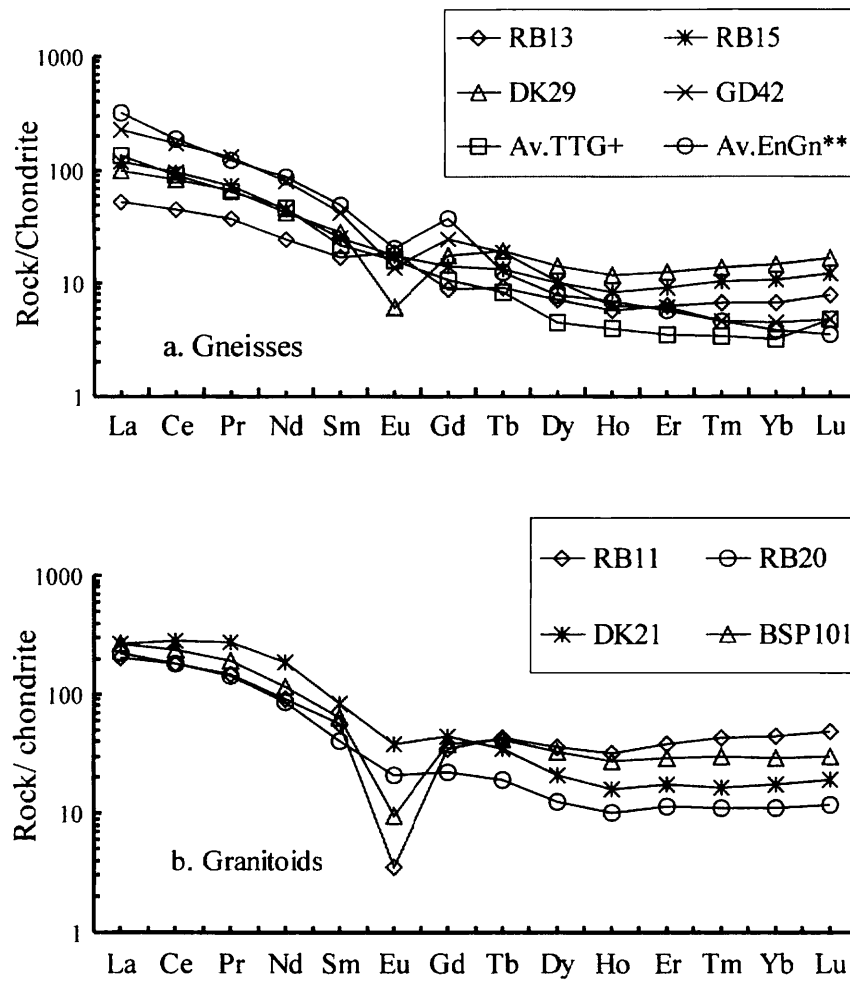 RB13 RB15
DK29 GD42
Av.TTG+ Av.EnGn**
1000
100
10
1
Rock/Chondrite
a. Gneisses
La Ce Pr Nd Sm Eu Gd Tb Dy Ho Er Tm Yb Lu
RB11 RB20
DK21 BSP101
1000
100
10
1
Rock/ chondrite
b. Granitoids
La Ce Pr Nd Sm Eu Gd Tb Dy Ho Er Tm Yb Lu